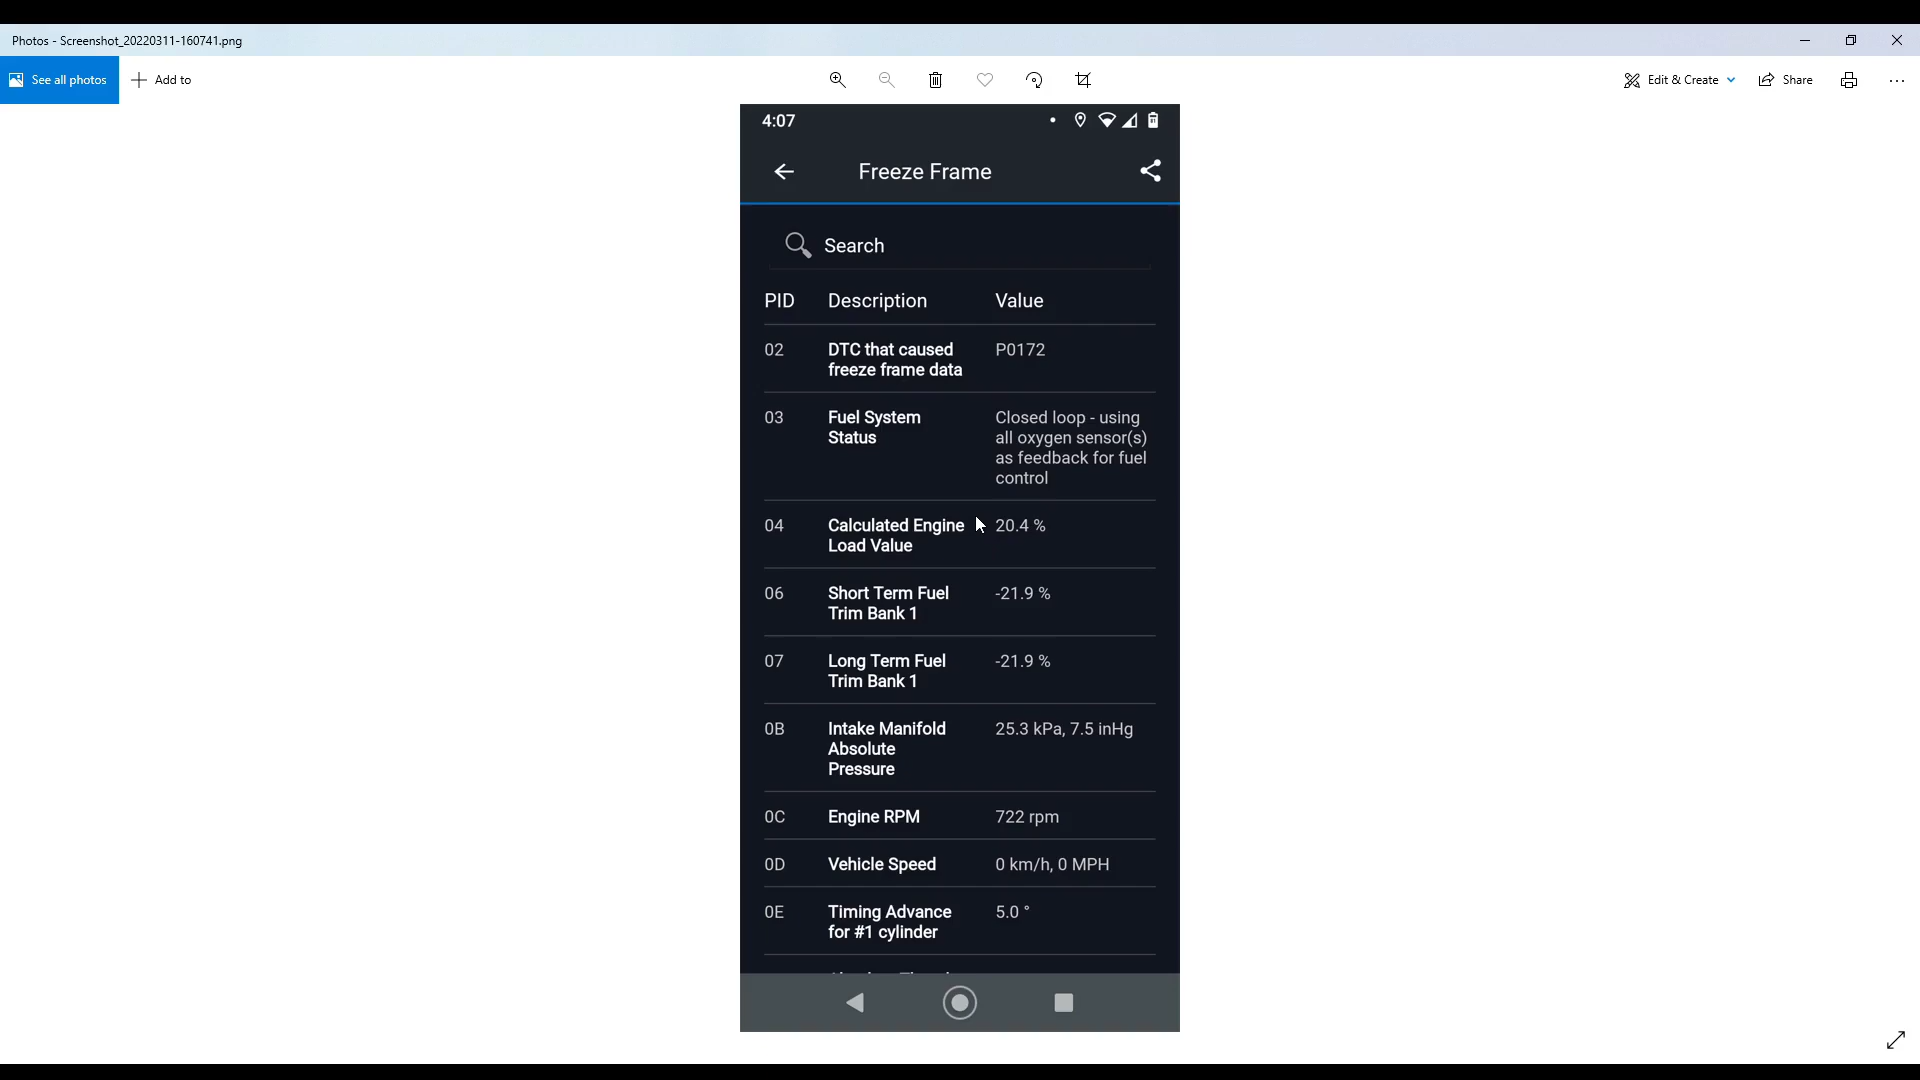 Photos - Screenshot_20220311-160741.png
See all photos
Add to
Edit & Create
Share
4:07
Freeze Frame
Search
PID Description Value
02 DTC that caused P0172
freeze frame data
03 Fuel System Closed loop - using
Status all oxygen sensor(s)
as feedback for fuel
control
04 Calculated Engine 20.4 %
Load Value
06 Short Term Fuel -21.9 %
Trim Bank 1
07 Long Term Fuel -21.9 %
Trim Bank 1
0B Intake Manifold 25.3 kPa, 7.5 inHg
Absolute
Pressure
0C Engine RPM 722 rpm
0D Vehicle Speed 0 km/h, 0 MPH
0E Timing Advance 5.0 °
for #1 cylinder